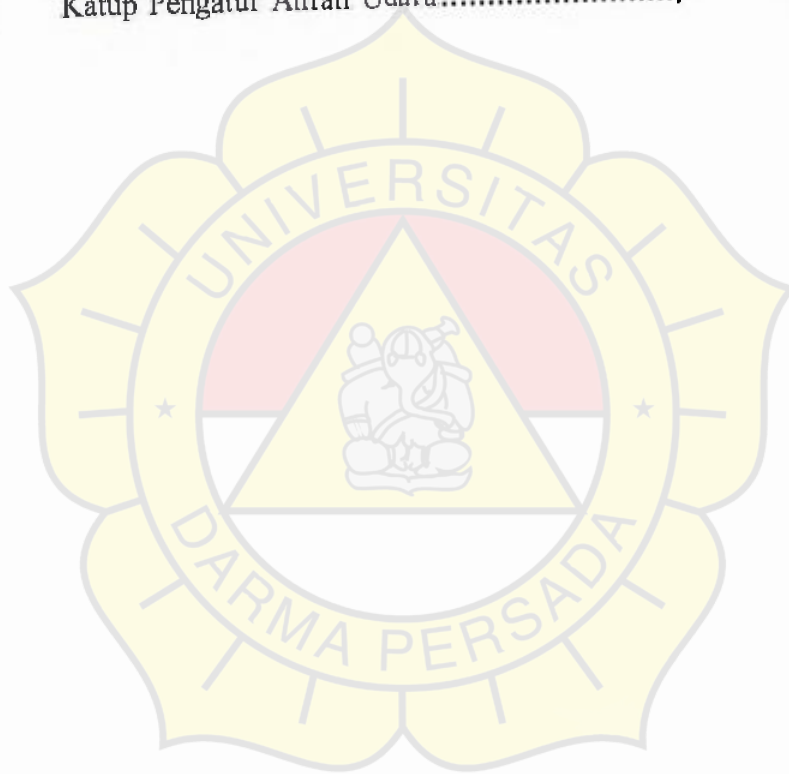 Katup Pengatur Aliran Udara...........................
UNIVERSITAS
DARMA PERSADA